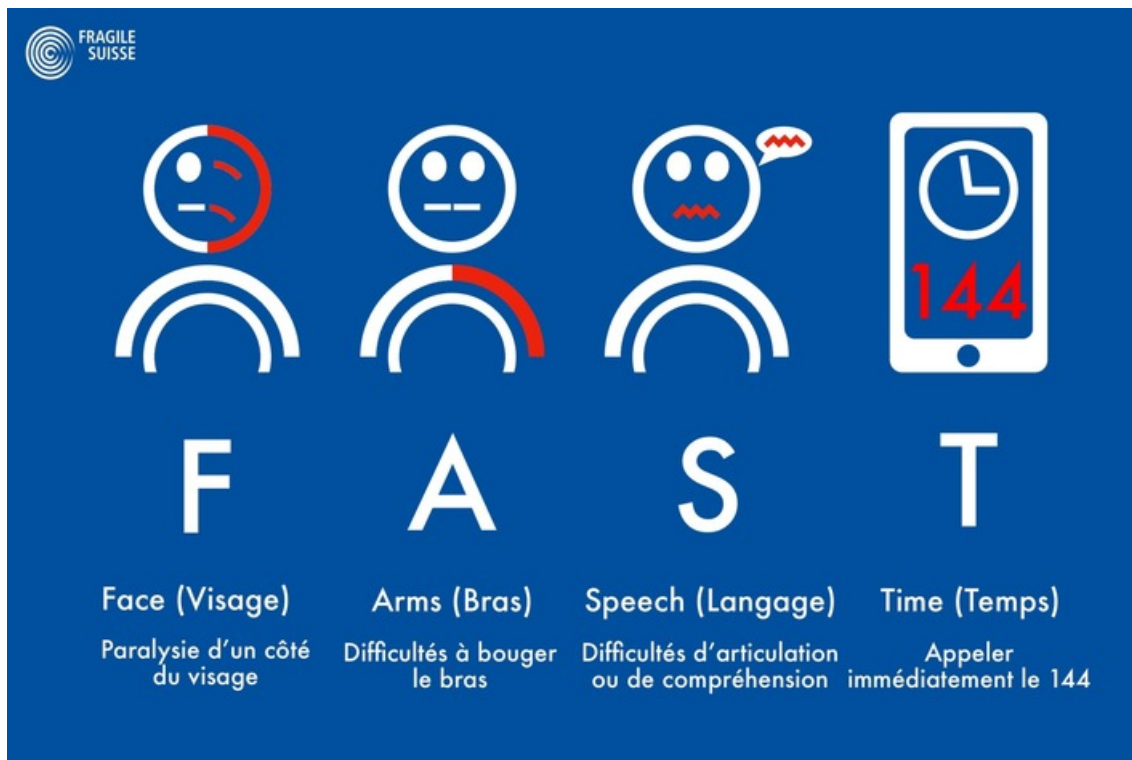 FRAGILE
SUISSE
144
F
A
S
T
Face (Visage)
Paralysie d'un côté
du visage
Arms (Bras)
Difficultés à bouger
le bras
Speech (Langage)
Difficultés d'articulation
ou de compréhension
Time (Temps)
Appeler
immédiatement le 144